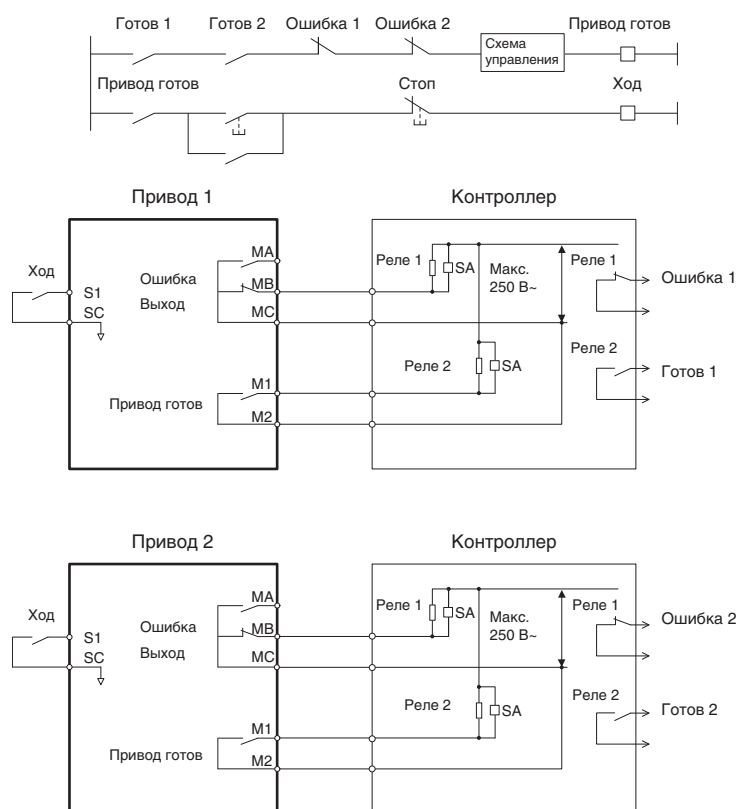 Готов 1 Готов 2 Ошибка 1 Ошибка 2 Привод готов
Схема
управления
Привод готов Стоп Ход
Привод 1 Контроллер
Ход
S1
SC
Ошибка
Выход
MA
MB
MC
Привод готов
M1
M2
Реле 1
SA
Макс.
250 В~
Реле 2
SA
Реле 1
Ошибка 1
Реле 2
Готов 1
Привод 2 Контроллер
Ход
S1
SC
Ошибка
Выход
MA
MB
MC
Привод готов
M1
M2
Реле 1
SA
Макс.
250 В~
Реле 2
SA
Реле 1
Ошибка 2
Реле 2
Готов 2